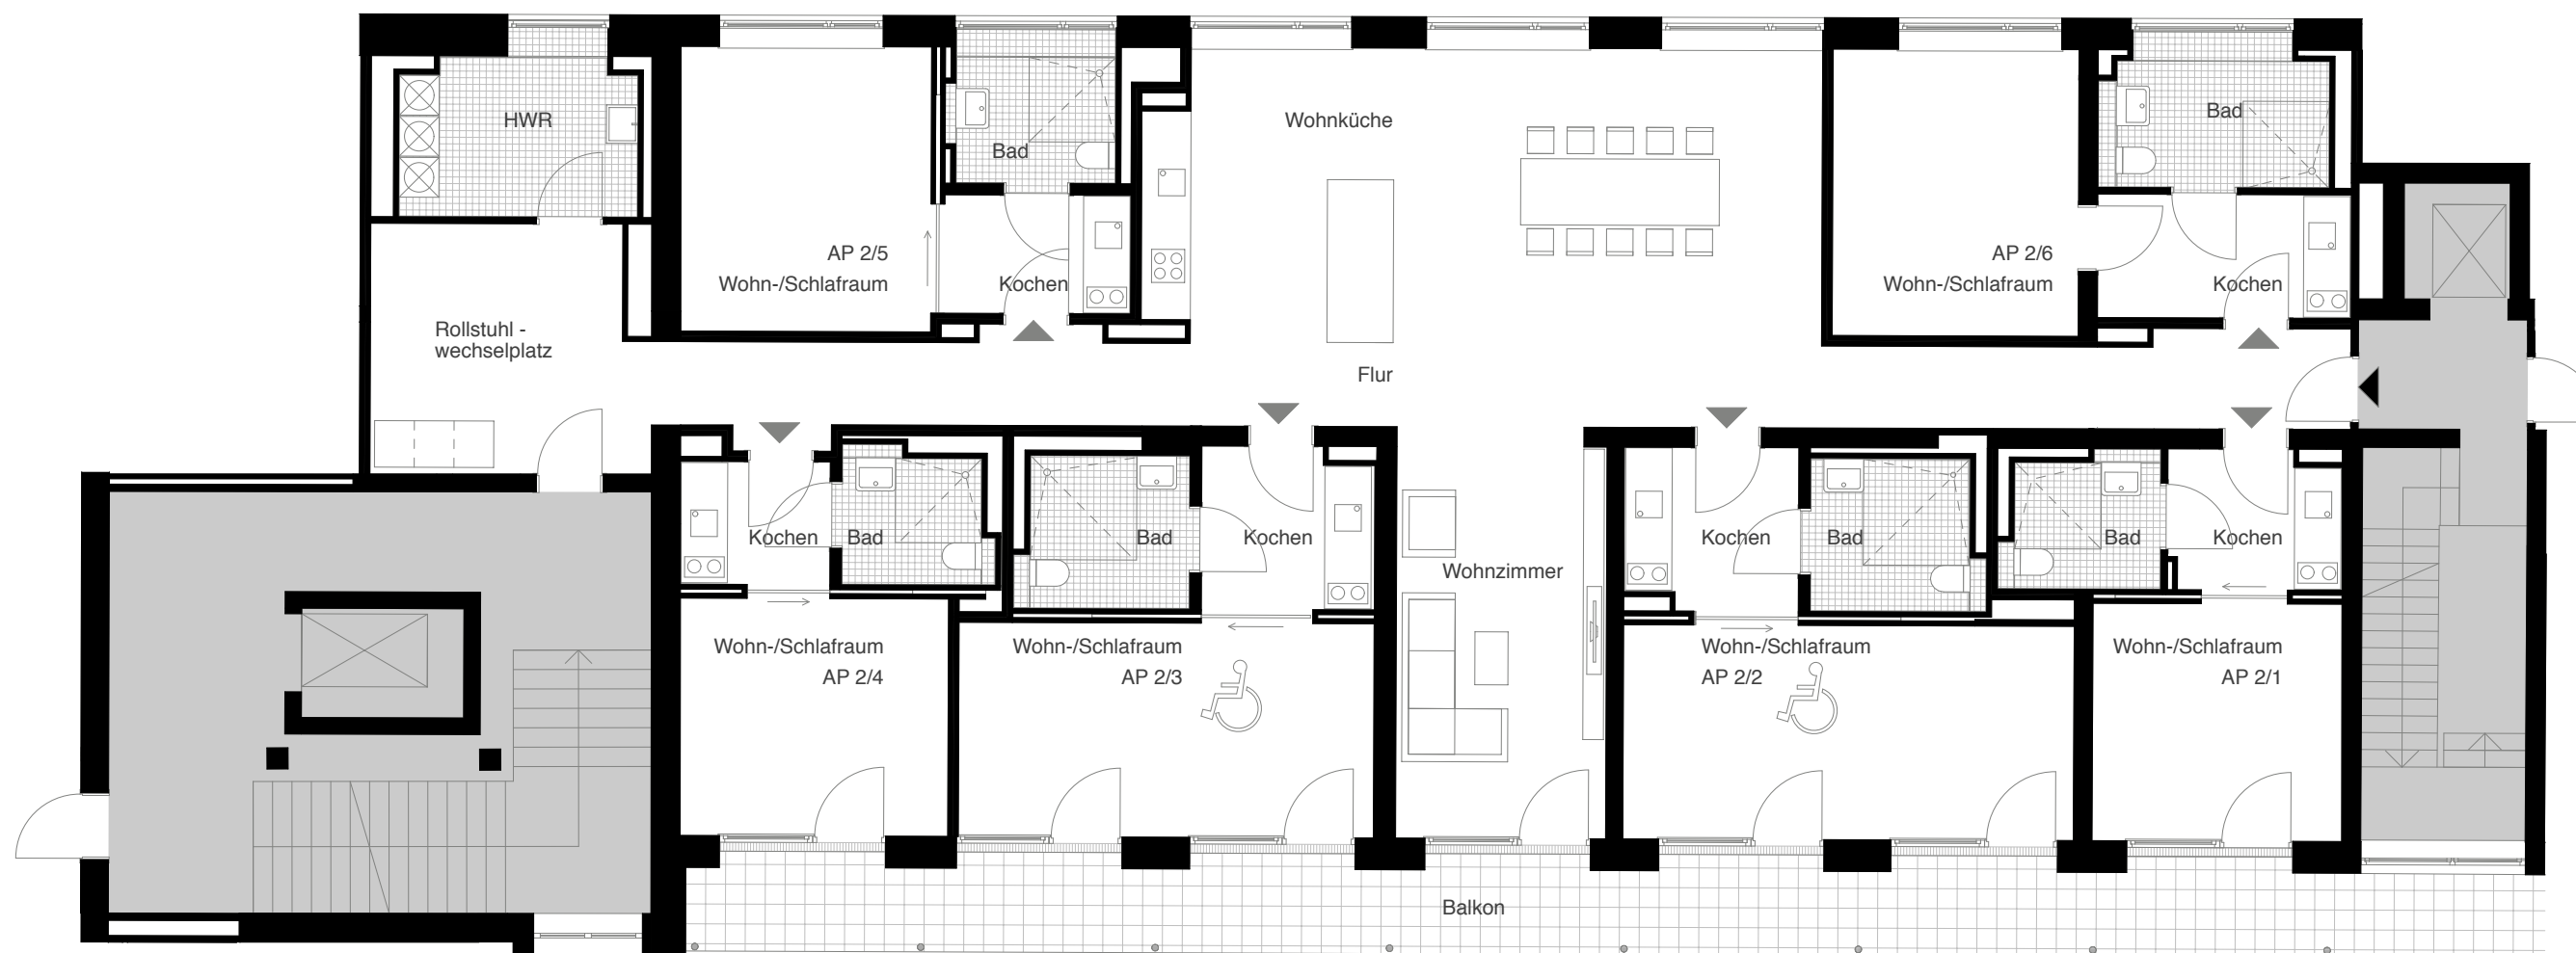 HWR
Bad
Wohnküche
Bad
AP 2/5
Wohn-/Schlafraum
Kochen
AP 2/6
Wohn-/Schlafraum
Kochen
Rollstuhl -
wechselplatz
Flur
Kochen
Bad
Bad
Kochen
Wohnzimmer
Kochen
Bad
Bad
Kochen
Wohn-/Schlafraum
AP 2/4
Wohn-/Schlafraum
AP 2/3
Wohn-/Schlafraum
AP 2/2
Wohn-/Schlafraum
AP 2/1
Balkon